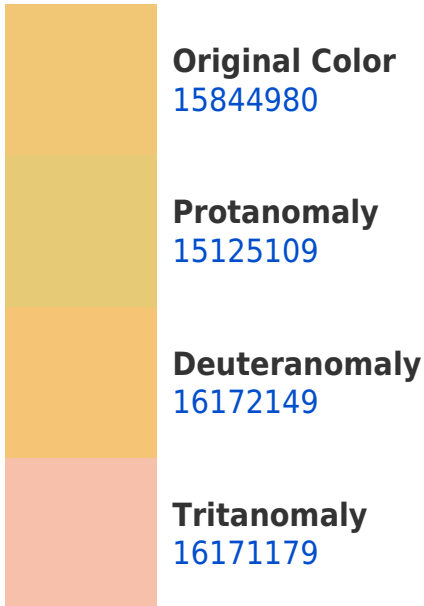 Original Color
15844980
Protanomaly
15125109
Deuteranomaly
16172149
Tritanomaly
16171179